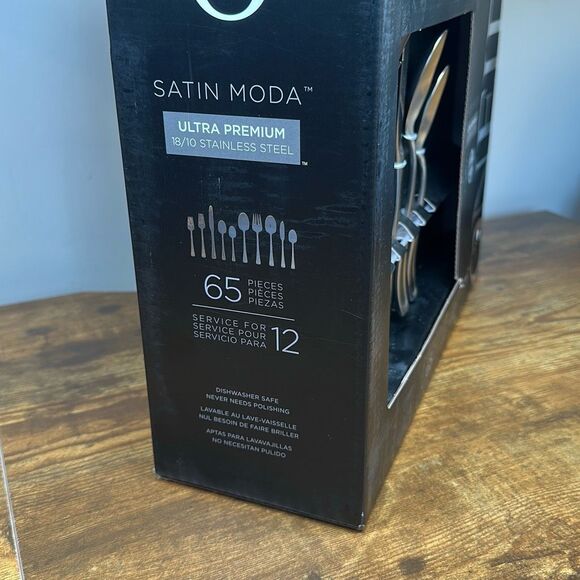 SATIN MODA™
ULTRA PREMIUM
18/10 STAINLESS STEEL™
65 PIECES
PIÈCES
PIEZAS
SERVICE FOR
SERVICE POUR
SERVICIO PARA 12
DISHWASHER SAFE
NEVER NEEDS POLISHING
LAVABLE AU LAVE-VAISSELLE
NUL BESOIN DE FAIRE BRILLER
APTAS PARA LAVAVAJILLAS
NO NECESITAN PULIDO